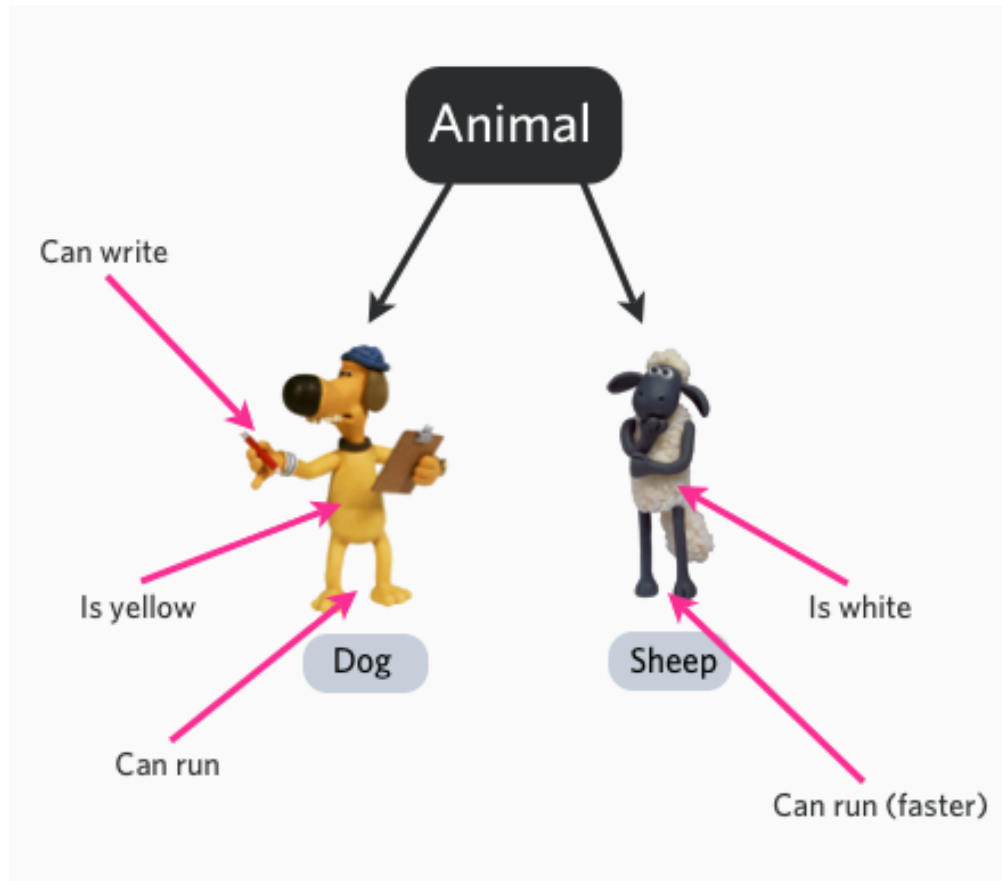 Animal
Can write
Is yellow
Is white
Dog
Sheep
Can run
Can run (faster)